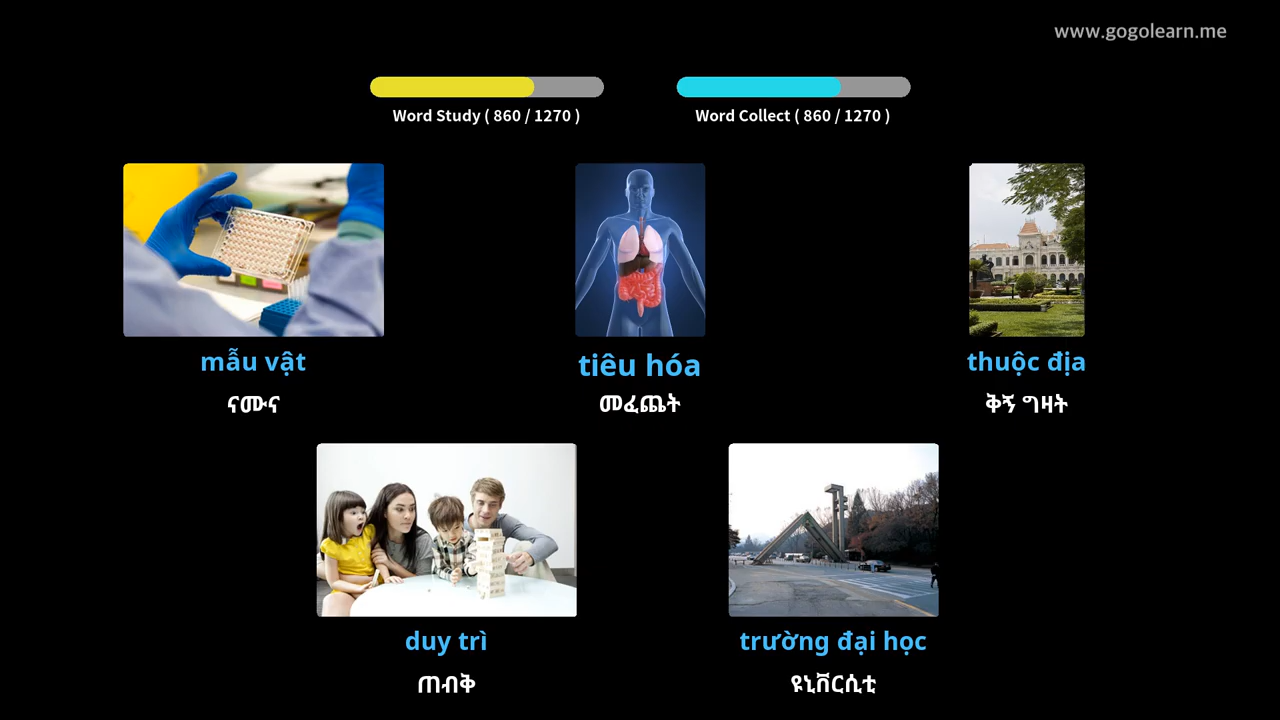 www.gogolearn.me
Word Study ( 860 / 1270 )
Word Collect ( 860 / 1270 )
mẫu vật
ናሙና
tiêu hóa
መፈጨት
thuộc địa
ቅኝ ግዛት
duy trì
ጠብቅ
trường đại học
ዩኒቨርሲቲ